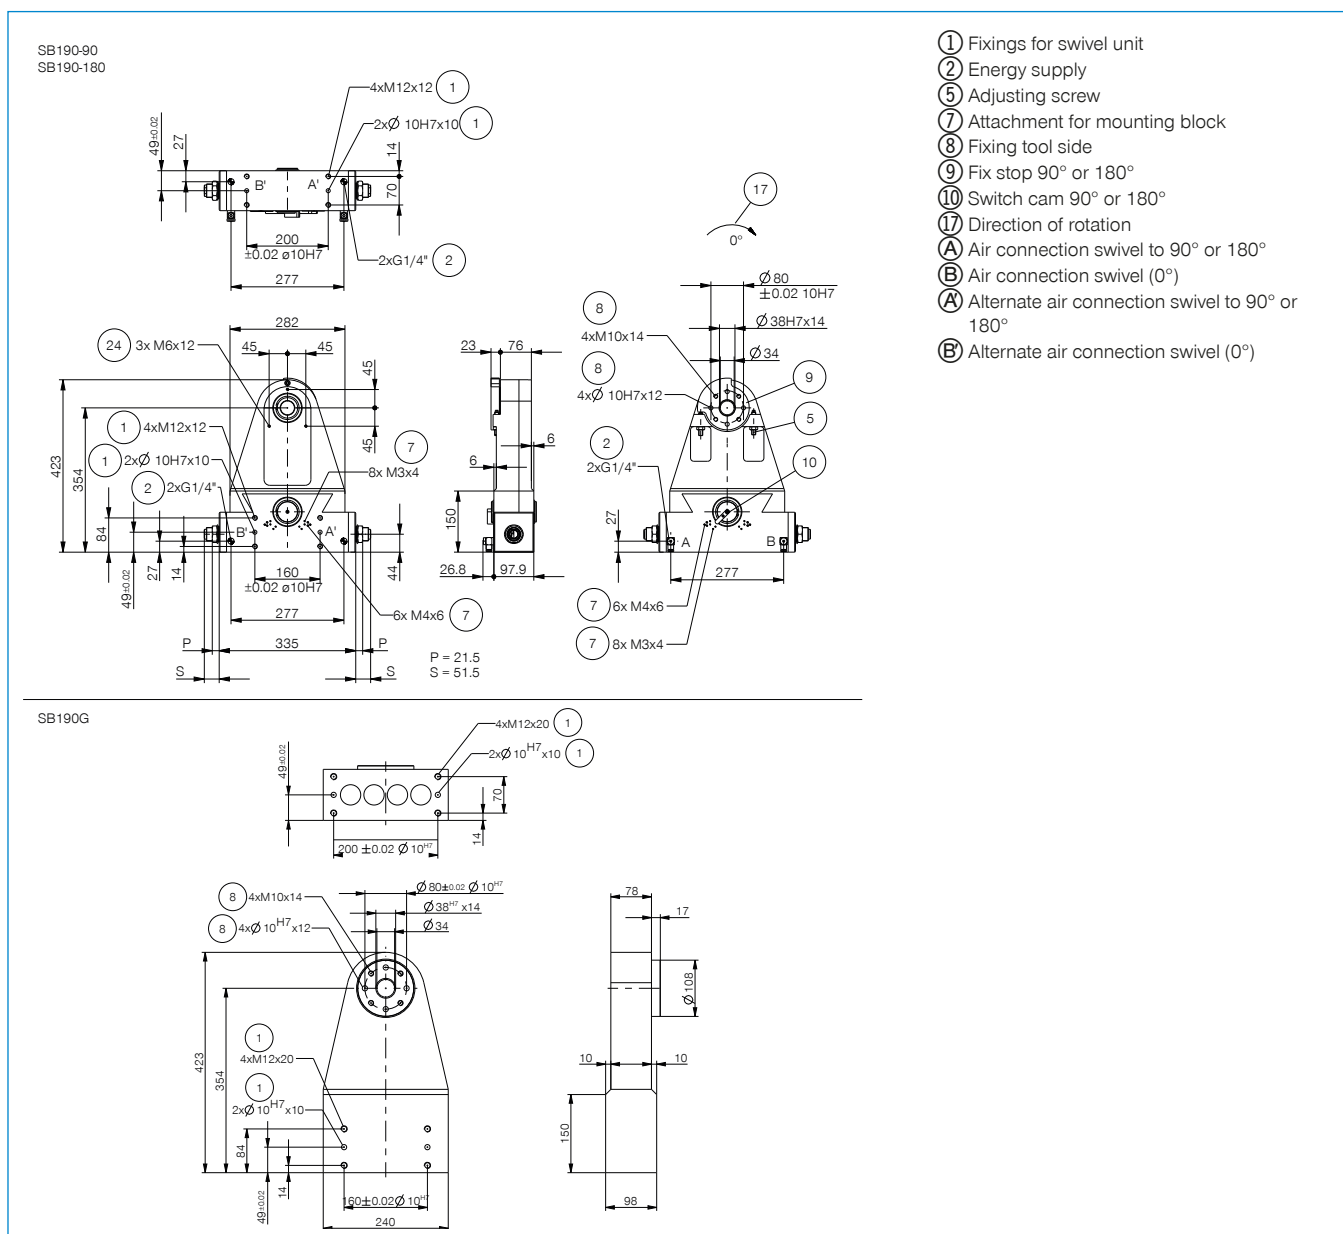 SB190-90
SB190-180
4xM12x12 1
2xØ 10H7x10 1
49±0.02
27
14
70
B'
A'
200
±0.02 ø10H7
277
2xG1/4" 2
17
0°
Ø 80
±0.02 10H7
Ø 38H7x14
Ø 34
8
4xM10x14
8
4xØ 10H7x12
9
5
2
2xG1/4"
10
27
A
B
277
7 6x M4x6
7 8x M3x4
282
24 3x M6x12
45
45
45
45
423
354
84
49±0.02
27
14
1 4xM12x12
1 2xØ 10H7x10
2 2xG1/4"
7
8x M3x4
B'
A'
160
±0.02 ø10H7
44
277
6x M4x6 7
P 335 P
S S
P = 21.5
S = 51.5
23
76
6
6
150
26.8
97.9
1 Fixings for swivel unit
2 Energy supply
5 Adjusting screw
7 Attachment for mounting block
8 Fixing tool side
9 Fix stop 90° or 180°
10 Switch cam 90° or 180°
17 Direction of rotation
A Air connection swivel to 90° or 180°
B Air connection swivel (0°)
A' Alternate air connection swivel to 90° or
180°
B' Alternate air connection swivel (0°)
SB190G
4xM12x20 1
2xØ 10H7x10 1
49±0.02
70
14
200 ±0.02 Ø 10H7
8 4xM10x14
8 4xØ 10H7x12
Ø 80±0.02 Ø 10H7
Ø 38H7 x14
Ø 34
423
354
1
4xM12x20
1
2xØ 10H7x10
84
49±0.02
14
160±0.02Ø 10H7
240
78
17
Ø 108
10
10
150
98